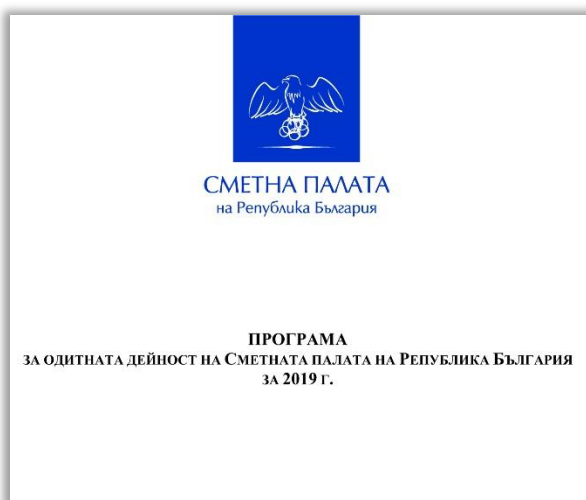 СМЕТНА ПАЛАТА
на Република България
ПРОГРАМА
ЗА ОДИТНАТА ДЕЙНОСТ НА СМЕТНАТА ПАЛАТА НА РЕПУБЛИКА БЪЛГАРИЯ
ЗА 2019 Г.